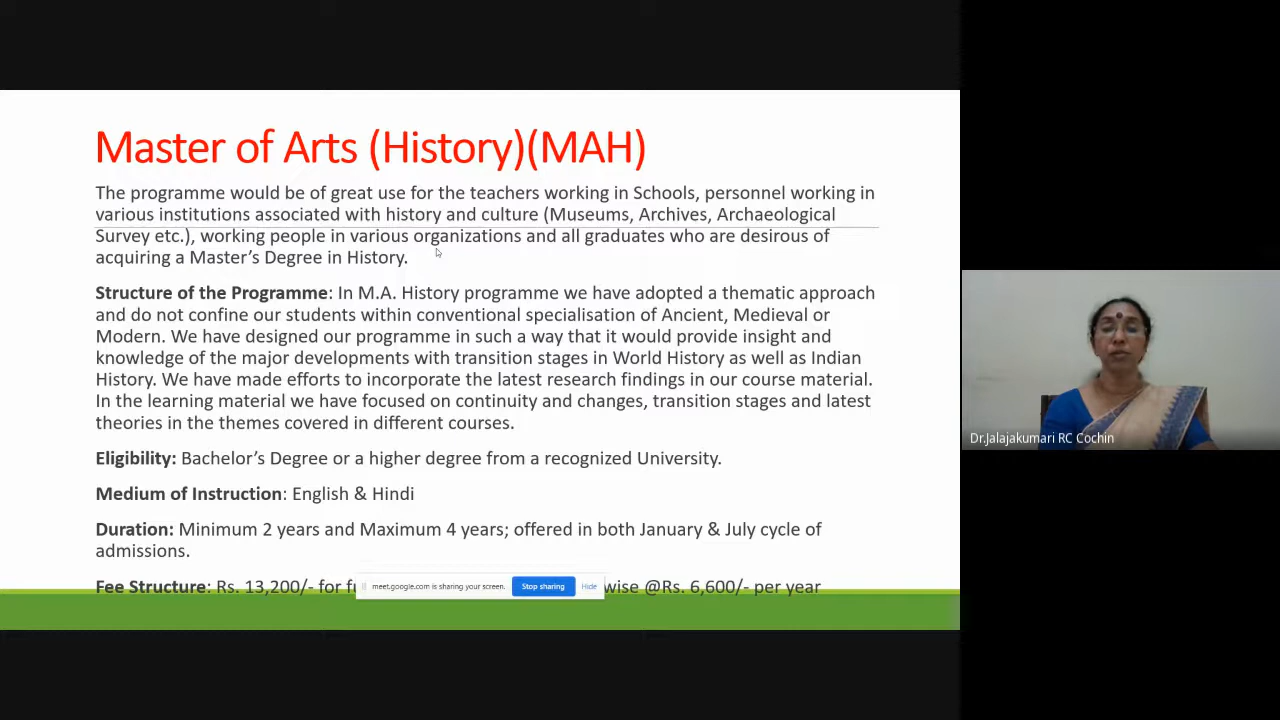 Master of Arts (History)(MAH)
The programme would be of great use for the teachers working in Schools, personnel working in
various institutions associated with history and culture (Museums, Archives, Archaeological
Survey etc.), working people in various organizations and all graduates who are desirous of
acquiring a Master's Degree in History.
Structure of the Programme: In M.A. History programme we have adopted a thematic approach
and do not confine our students within conventional specialisation of Ancient, Medieval or
Modern. We have designed our programme in such a way that it would provide insight and
knowledge of the major developments with transition stages in World History as well as Indian
History. We have made efforts to incorporate the latest research findings in our course material.
In the learning material we have focused on continuity and changes, transition stages and latest
theories in the themes covered in different courses.
Eligibility: Bachelor's Degree or a higher degree from a recognized University.
Medium of Instruction: English & Hindi
Duration: Minimum 2 years and Maximum 4 years; offered in both January & July cycle of
admissions.
Fee Structure: Rs. 13,200/- for wise @Rs. 6,600/- per year
meet.google.com is sharing your screen. Stop sharing Hide
Dr.Jalajakumari RC Cochin